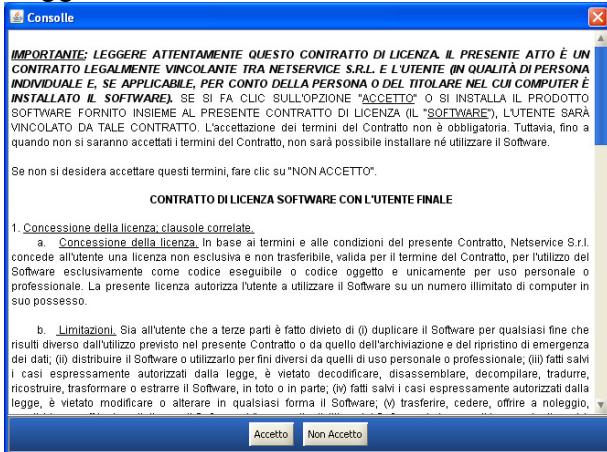 Consolle
IMPORTANTE: LEGGERE ATTENTAMENTE QUESTO CONTRATTO DI LICENZA. IL PRESENTE ATTO È UN
CONTRATTO LEGALMENTE VINCOLANTE TRA NETSERVICE S.R.L. E L'UTENTE (IN QUALITÀ DI PERSONA
INDIVIDUALE E, SE APPLICABILE, PER CONTO DELLA PERSONA O DEL TITOLARE NEL CUI COMPUTER È
INSTALLATO IL SOFTWARE). SE SI FA CLIC SULL'OPZIONE "ACCETTO" O SI INSTALLA IL PRODOTTO
SOFTWARE FORNITO INSIEME AL PRESENTE CONTRATTO DI LICENZA (IL "SOFTWARE"), L'UTENTE SARÀ
VINCOLATO DA TALE CONTRATTO. L'accettazione dei termini del Contratto non è obbligatoria. Tuttavia, fino a
quando non si saranno accettati i termini del Contratto, non sarà possibile installare né utilizzare il Software.
Se non si desidera accettare questi termini, fare clic su "NON ACCETTO".
CONTRATTO DI LICENZA SOFTWARE CON L'UTENTE FINALE
1. Concessione della licenza; clausole correlate.
a. Concessione della licenza. In base ai termini e alle condizioni del presente Contratto, Netservice S.r.l.
concede all'utente una licenza non esclusiva e non trasferibile, valida per il termine del Contratto, per l'utilizzo del
Software esclusivamente come codice eseguibile o codice oggetto e unicamente per uso personale o
professionale. La presente licenza autorizza l'utente a utilizzare il Software su un numero illimitato di computer in
suo possesso.
b. Limitazioni. Sia all'utente che a terze parti è fatto divieto di (i) duplicare il Software per qualsiasi fine che
risulti diverso dall'utilizzo previsto nel presente Contratto o da quello dell'archiviazione e del ripristino di emergenza
dei dati; (ii) distribuire il Software o utilizzarlo per fini diversi da quelli di uso personale o professionale; (iii) fatti salvi
i casi espressamente autorizzati dalla legge, è vietato decodificare, disassemblare, decompilare, tradurre,
ricostruire, trasformare o estrarre il Software, in toto o in parte; (iv) fatti salvi i casi espressamente autorizzati dalla
legge, è vietato modificare o alterare in qualsiasi forma il Software; (v) trasferire, cedere, offrire a noleggio,
Accetto Non Accetto